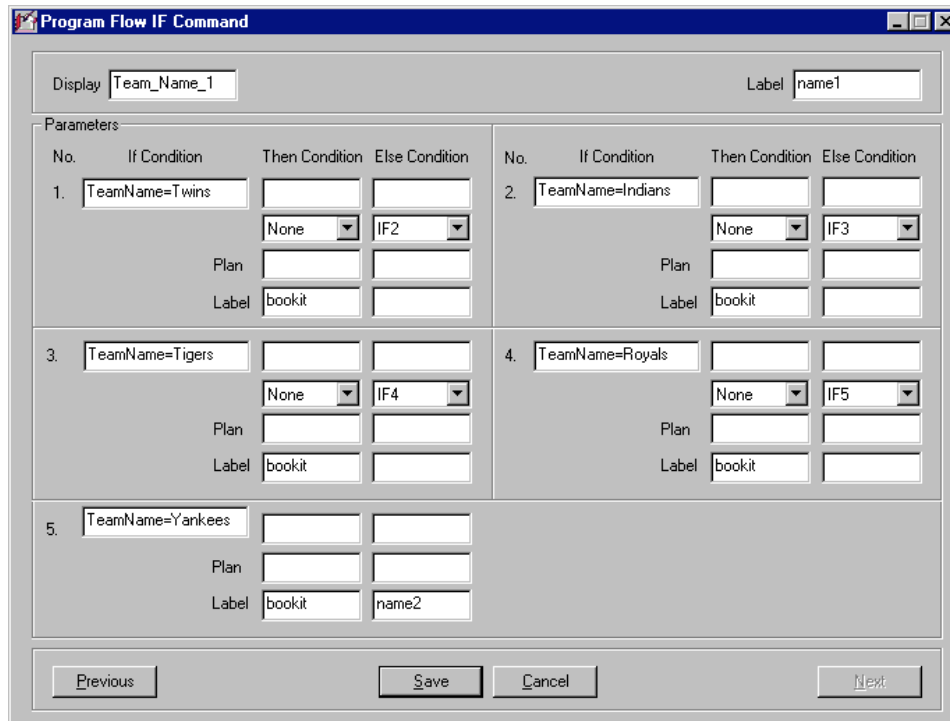 Program Flow IF Command
Display Team_Name_1 Label name1
Parameters
No. If Condition Then Condition Else Condition No. If Condition Then Condition Else Condition
1. TeamName=Twins 2. TeamName=Indians
None IF2 None IF3
Plan Plan
Label bookit Label bookit
3. TeamName=Tigers 4. TeamName=Royals
None IF4 None IF5
Plan Plan
Label bookit Label bookit
5. TeamName=Yankees
Plan
Label bookit name2
Previous Save Cancel Next